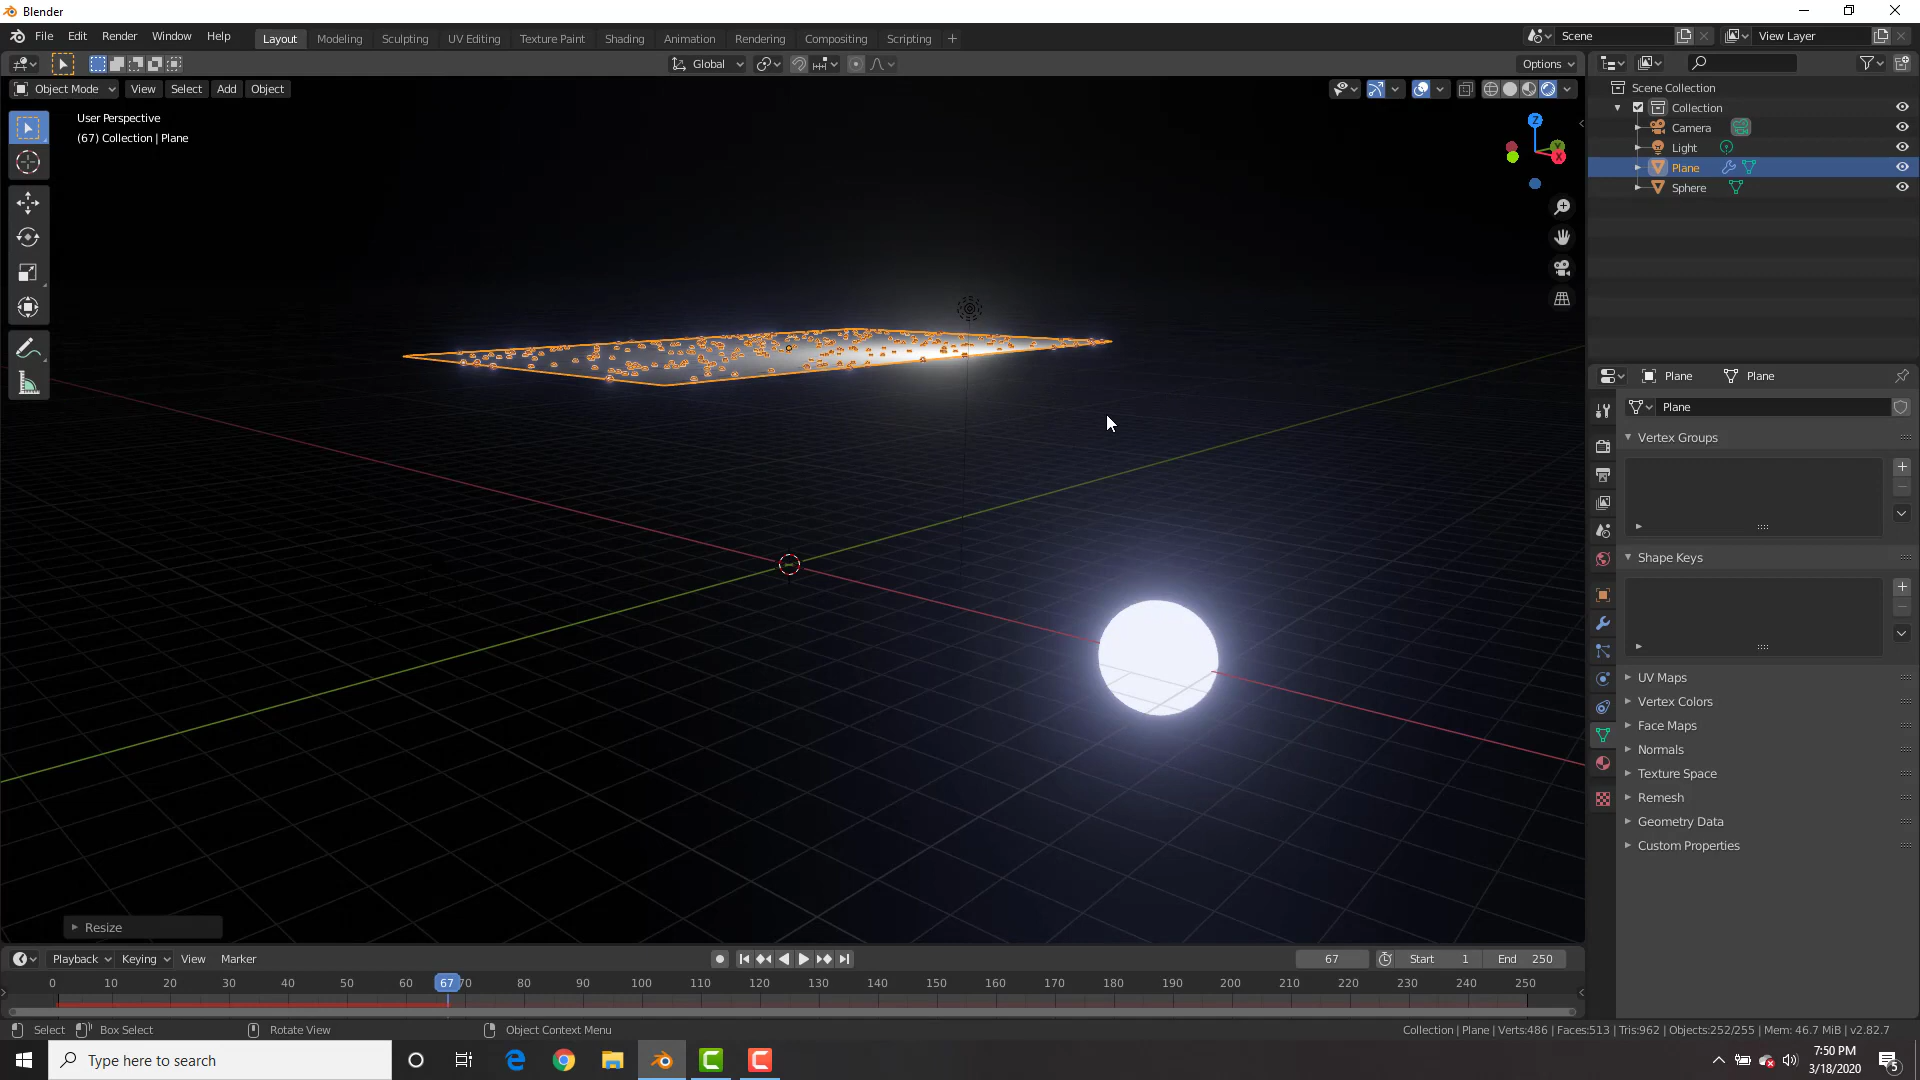 Blender
File Edit Render Window Help
Layout Modeling Sculpting UV Editing Texture Paint Shading Animation Rendering Compositing Scripting +
Scene
View Layer
Global
Options
Object Mode View Select Add Object
User Perspective
(67) Collection | Plane
Z
Y
X
Scene Collection
Collection
Camera
Light
Plane
Sphere
Plane Plane
Plane
Vertex Groups
Shape Keys
UV Maps
Vertex Colors
Face Maps
Normals
Texture Space
Remesh
Geometry Data
Custom Properties
Resize
Playback Keying View Marker
67 Start 1 End 250
0 10 20 30 40 50 60 67 70 80 90 100 110 120 130 140 150 160 170 180 190 200 210 220 230 240 250
Select Box Select Rotate View Object Context Menu
Collection | Plane | Verts:486 | Faces:513 | Tris:962 | Objects:252/255 | Mem: 46.7 MiB | v2.82.7
Type here to search
7:50 PM
3/18/2020
5